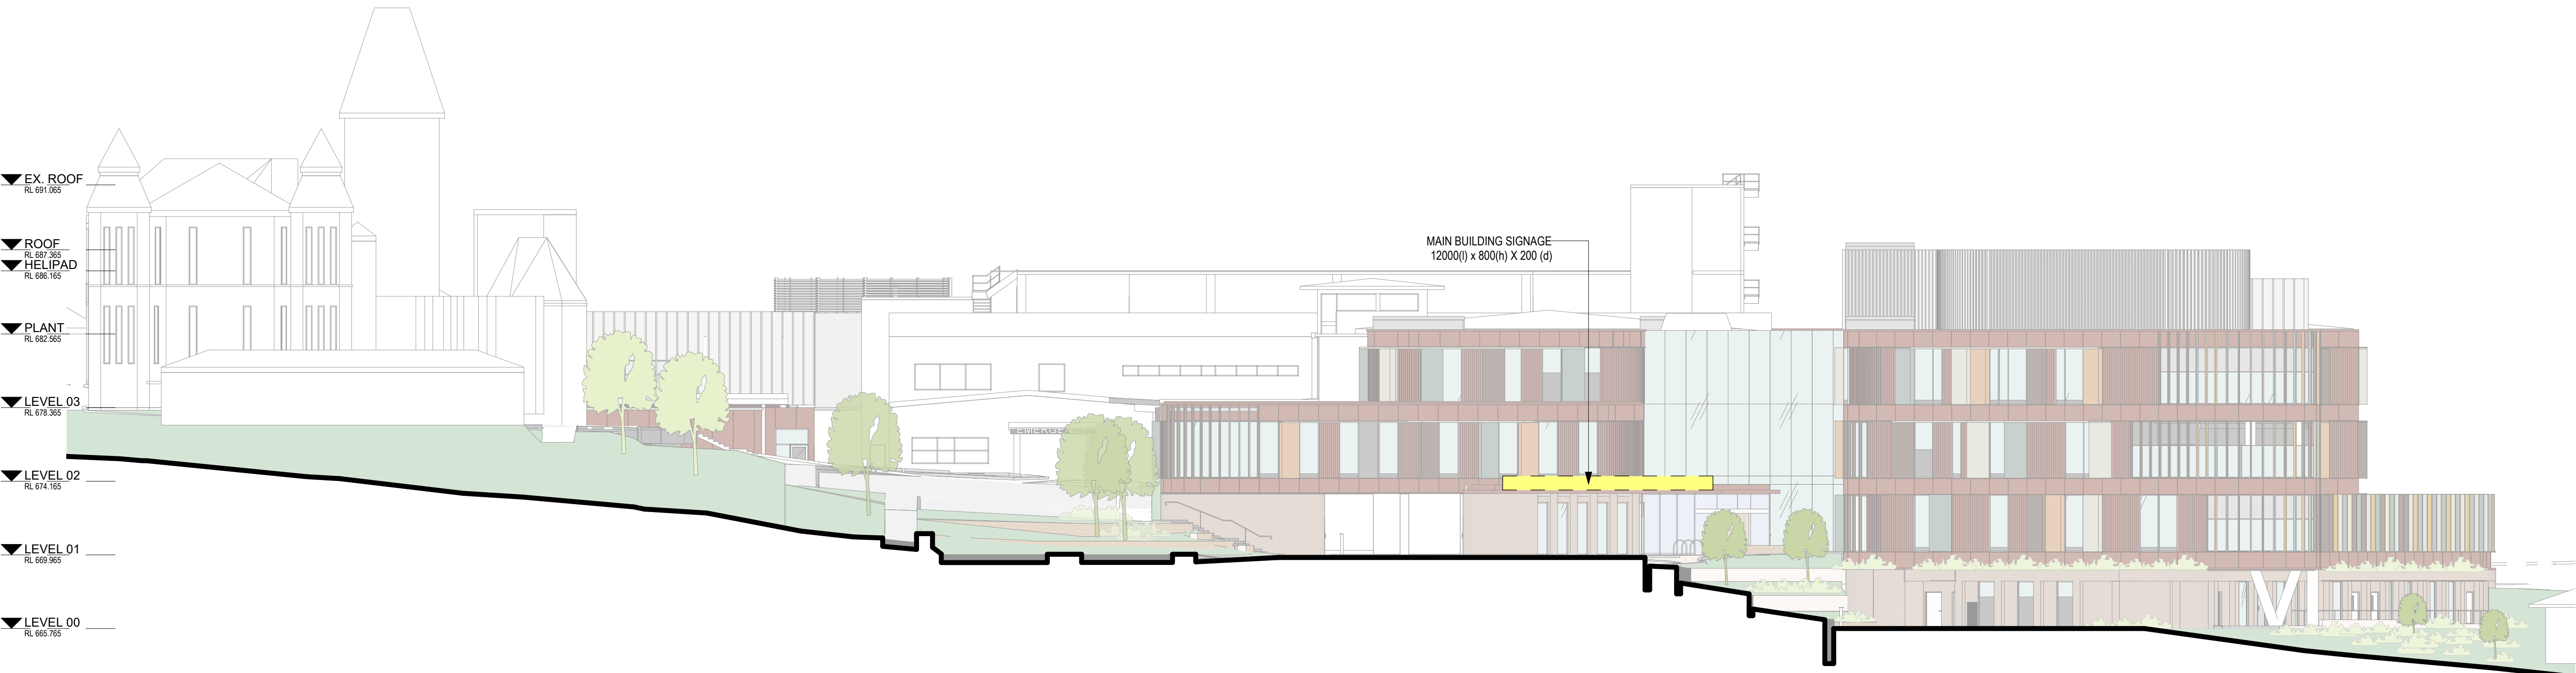 EX. ROOF
RL 691.065
ROOF
RL 687.365
HELIPAD
RL 686.165
PLANT
RL 682.565
LEVEL 03
RL 678.365
LEVEL 02
RL 674.165
LEVEL 01
RL 669.965
LEVEL 00
RL 665.765
MAIN BUILDING SIGNAGE
12000(l) x 800(h) X 200 (d)